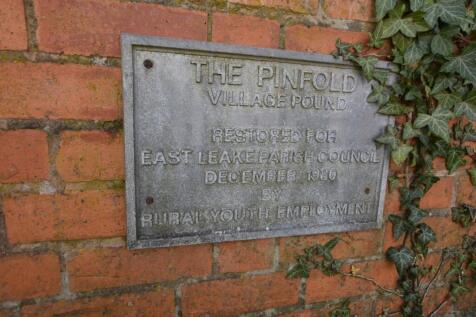 THE PINFOLD
VILLAGE POUND
RESTORED FOR
EAST LEAKE PARISH COUNCIL
DECEMBER 1980
BY
RURAL YOUTH EMPLOYMENT